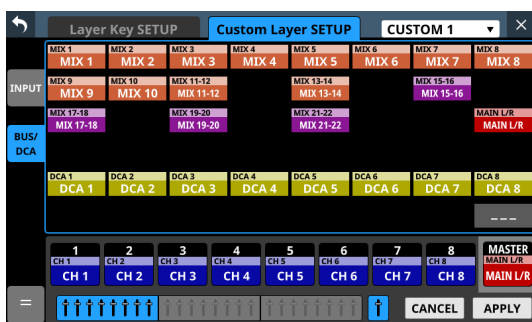 Layer Key SETUP Custom Layer SETUP CUSTOM 1 ▼ ×
MIX 1 MIX 2 MIX 3 MIX 4 MIX 5 MIX 6 MIX 7 MIX 8
MIX 1 MIX 2 MIX 3 MIX 4 MIX 5 MIX 6 MIX 7 MIX 8
INPUT
MIX 9 MIX 10 MIX 11-12 MIX 13-14 MIX 15-16
MIX 9 MIX 10 MIX 11-12 MIX 13-14 MIX 15-16
MIX 17-18 MIX 19-20 MIX 21-22 MAIN L/R
MIX 17-18 MIX 19-20 MIX 21-22 MAIN L/R
BUS/
DCA
DCA 1 DCA 2 DCA 3 DCA 4 DCA 5 DCA 6 DCA 7 DCA 8
DCA 1 DCA 2 DCA 3 DCA 4 DCA 5 DCA 6 DCA 7 DCA 8
---
1 2 3 4 5 6 7 8 MASTER
CH 1 CH 2 CH 3 CH 4 CH 5 CH 6 CH 7 CH 8 MAIN L/R
CH 1 CH 2 CH 3 CH 4 CH 5 CH 6 CH 7 CH 8 MAIN L/R
CANCEL APPLY